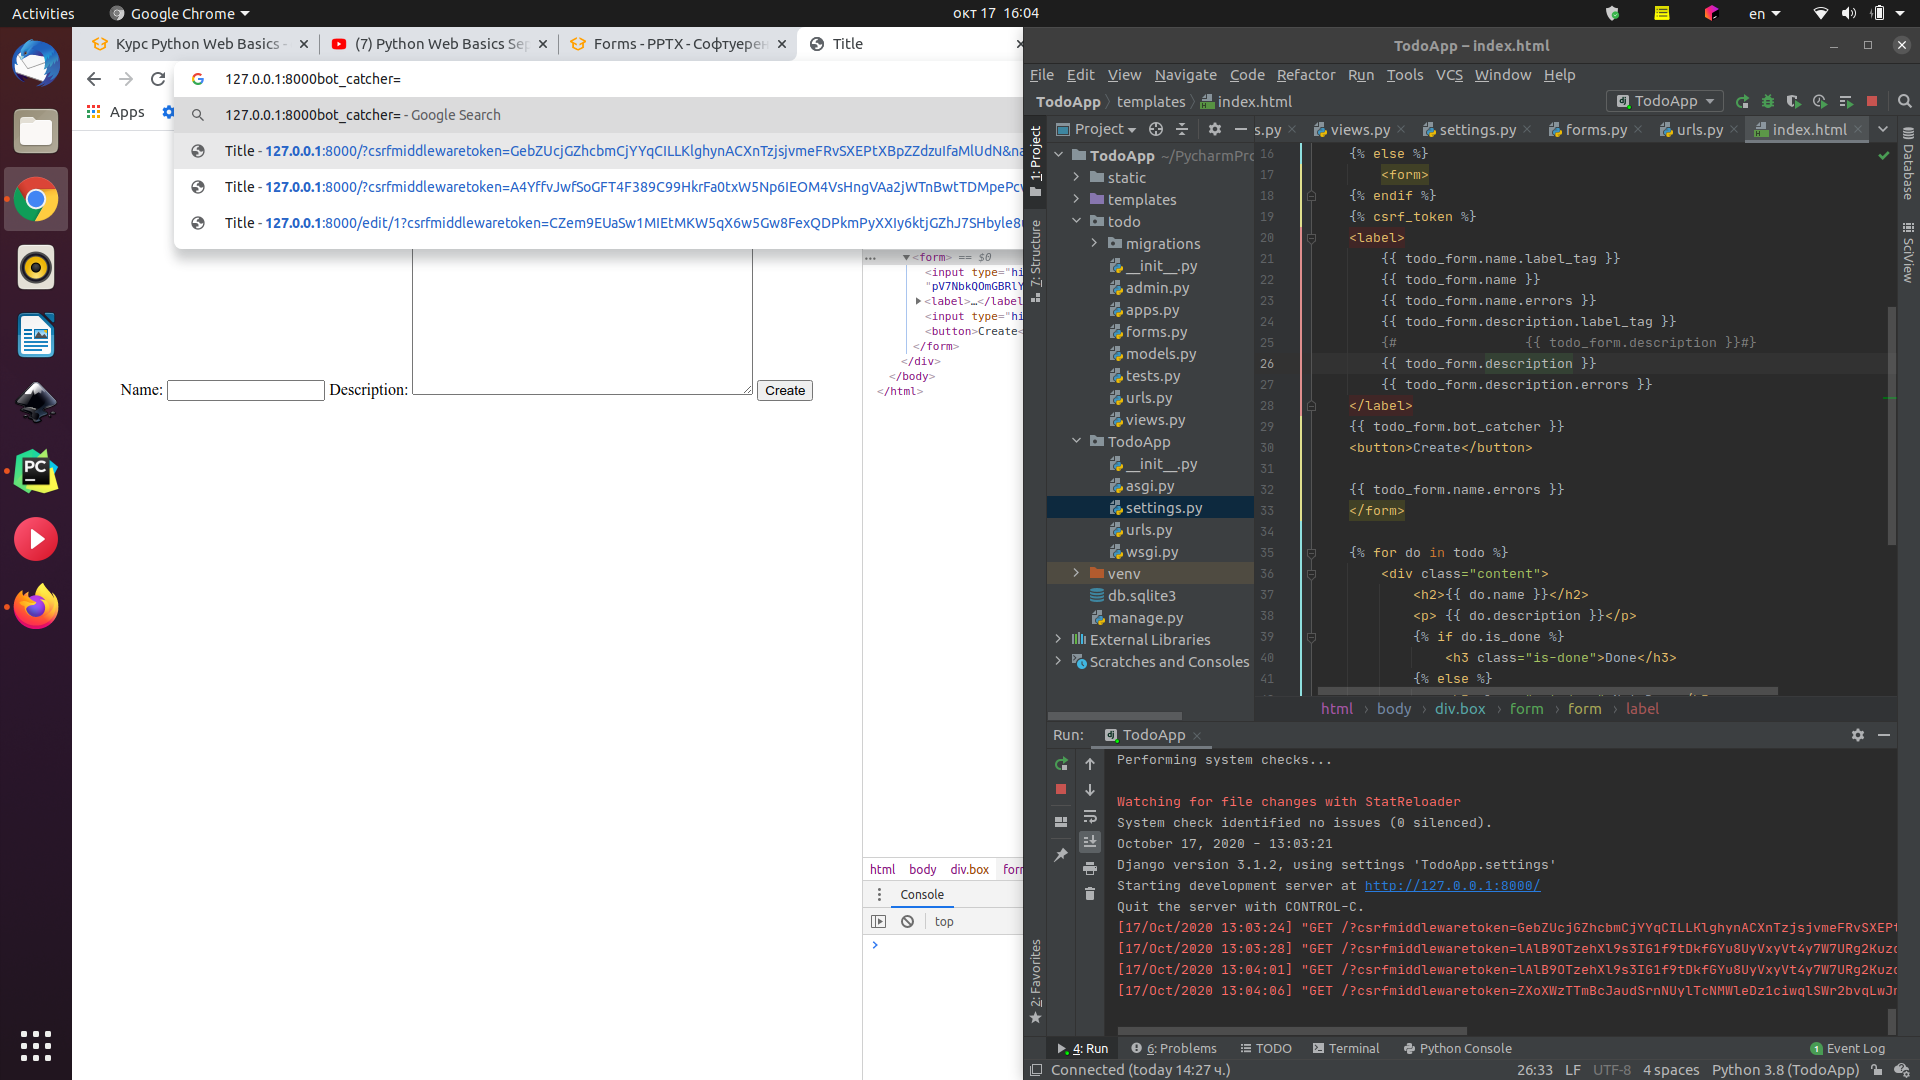 Activities
Google Chrome
окт 17 16:04
en
Курс Python Web Basics -
(7) Python Web Basics Se
Forms - PPTX - Софтуерен
Title
127.0.0.1:8000bot_catcher=
Apps
127.0.0.1:8000bot_catcher= - Google Search
Title - 127.0.0.1:8000/?csrfmiddlewaretoken=
Title - 127.0.0.1:8000/?csrfmiddlewaretoken=
Title - 127.0.0.1:8000/edit/1?csrfmiddlewaretoken=
Name:
Description:
Create
<form> == $0
<input type="hi
"pV7NbkQOmGBRlY
<label>…</label
<input type="hi
<button>Create<
</form>
</div>
</body>
</html>
html body div.box for
Console
top
TodoApp – index.html
File Edit View Navigate Code Refactor Run Tools VCS Window Help
TodoApp templates index.html
TodoApp
1: Project
7: Structure
2: Favorites
Project
s.py views.py settings.py forms.py urls.py index.html
Database
SciView
TodoApp ~/PycharmPro
static
templates
todo
migrations
__init__.py
admin.py
apps.py
forms.py
models.py
tests.py
urls.py
views.py
TodoApp
__init__.py
asgi.py
settings.py
urls.py
wsgi.py
venv
db.sqlite3
manage.py
External Libraries
Scratches and Consoles
16 {% else %}
17 <form>
18 {% endif %}
19 {% csrf_token %}
20 <label>
21 {{ todo_form.name.label_tag }}
22 {{ todo_form.name }}
23 {{ todo_form.name.errors }}
24 {{ todo_form.description.label_tag }}
25 {# {{ todo_form.description }}#}
26 {{ todo_form.description }}
27 {{ todo_form.description.errors }}
28 </label>
29 {{ todo_form.bot_catcher }}
30 <button>Create</button>
31
32 {{ todo_form.name.errors }}
33 </form>
34
35 {% for do in todo %}
36 <div class="content">
37 <h2>{{ do.name }}</h2>
38 <p> {{ do.description }}</p>
39 {% if do.is_done %}
40 <h3 class="is-done">Done</h3>
41 {% else %}
html body div.box form form label
Run: TodoApp
Performing system checks...
Watching for file changes with StatReloader
System check identified no issues (0 silenced).
October 17, 2020 - 13:03:21
Django version 3.1.2, using settings 'TodoApp.settings'
Starting development server at http://127.0.0.1:8000/
Quit the server with CONTROL-C.
[17/Oct/2020 13:03:24] "GET /?csrfmiddlewaretoken=
[17/Oct/2020 13:03:28] "GET /?csrfmiddlewaretoken=
[17/Oct/2020 13:04:01] "GET /?csrfmiddlewaretoken=
[17/Oct/2020 13:04:06] "GET /?csrfmiddlewaretoken=
4: Run 6: Problems TODO Terminal Python Console
1 Event Log
Connected (today 14:27 ч.)
26:33 LF UTF-8 4 spaces Python 3.8 (TodoApp)